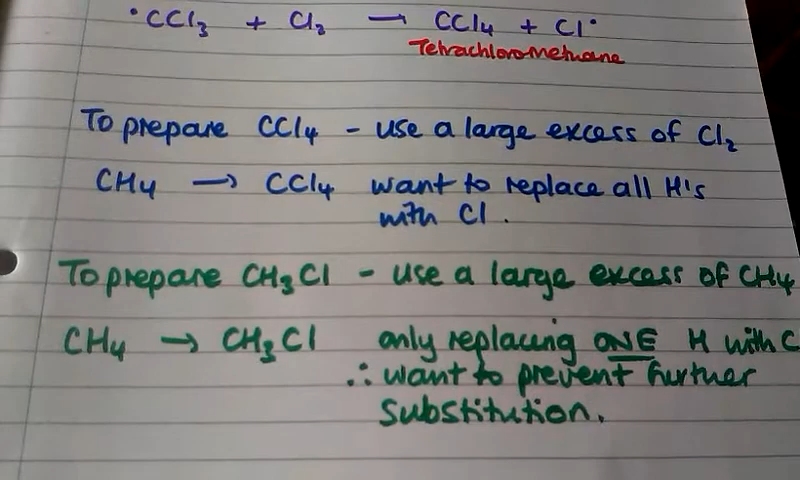 •CCl₃ + Cl₂ → CCl₄ + Cl•
Tetrachloromethane
To prepare CCl₄ - use a large excess of Cl₂
CH₄ → CCl₄ want to replace all H's
with Cl.
To prepare CH₃Cl - use a large excess of CH₄
CH₄ → CH₃Cl only replacing ONE H with C
∴ want to prevent further
substitution.